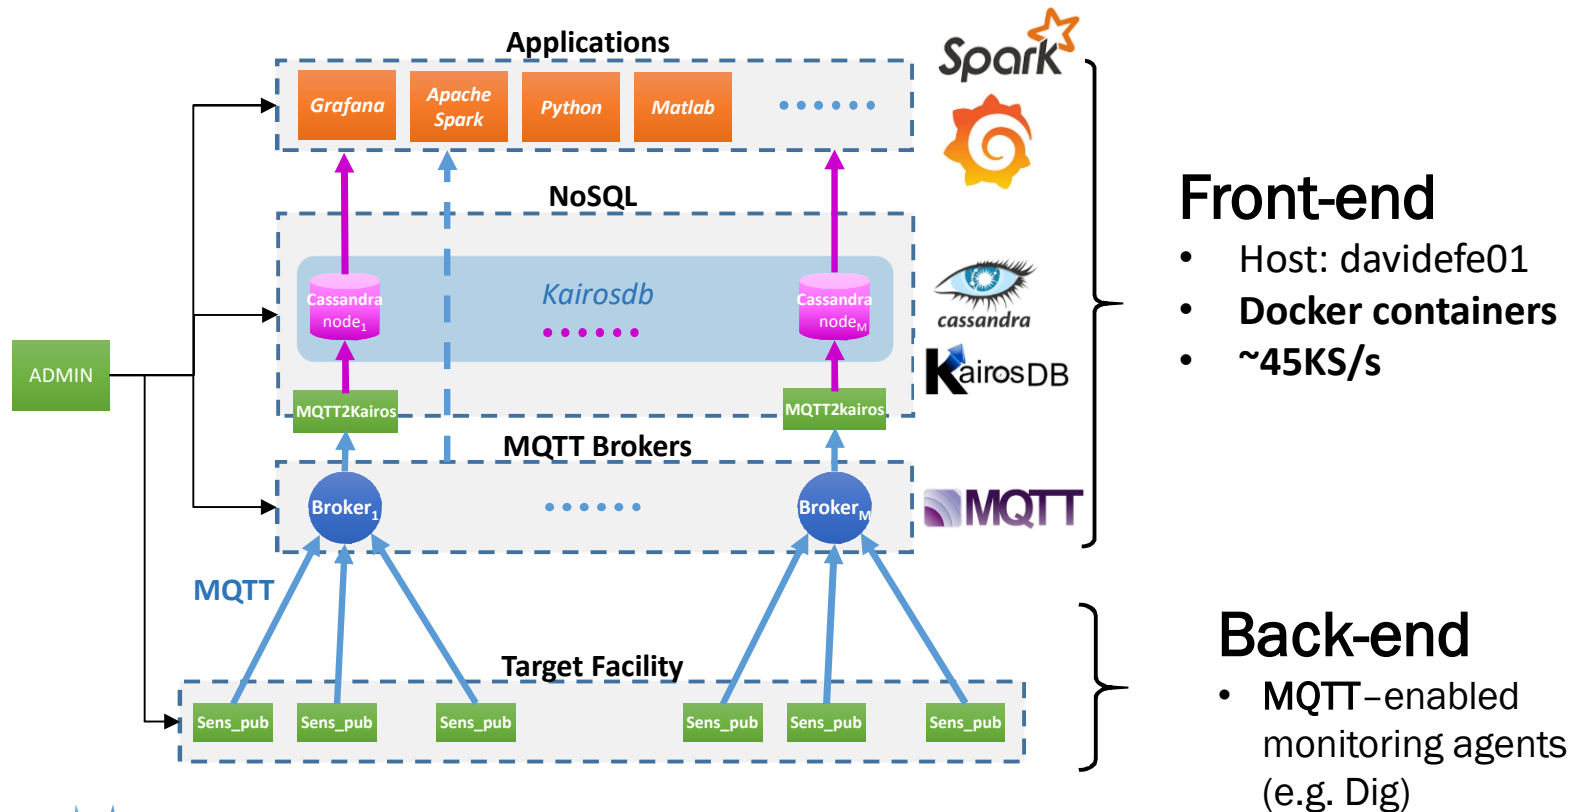 Applications
Spark
Grafana
Apache
Spark
Python
Matlab
NoSQL
Front-end
• Host: davidefe01
• Docker containers
• ~45KS/s
Cassandra
node1
Kairosdb
Cassandra
nodeM
cassandra
KairosDB
ADMIN
MQTT2Kairos
MQTT2kairos
MQTT Brokers
Broker1
BrokerM
MQTT
MQTT
Target Facility
Sens_pub
Sens_pub
Sens_pub
Sens_pub
Sens_pub
Sens_pub
Back-end
• MQTT–enabled
monitoring agents
(e.g. Dig)